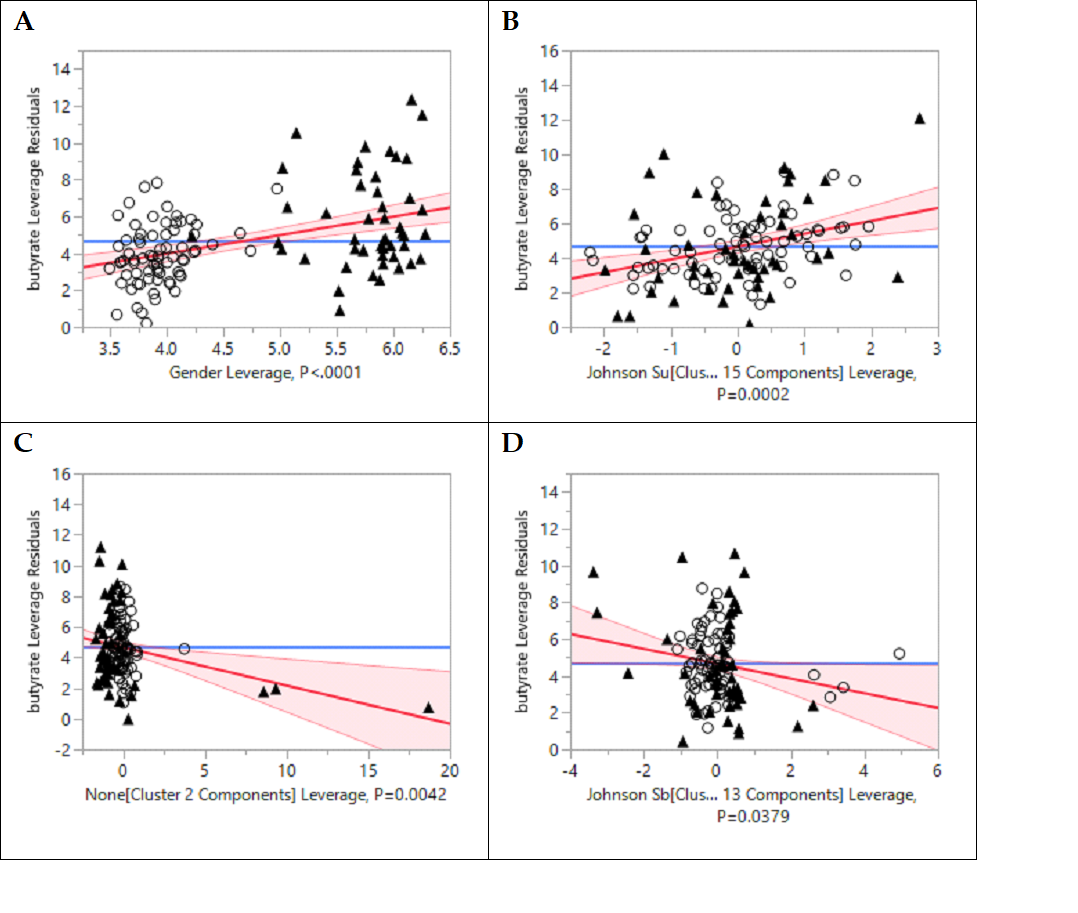 A
butyrate Leverage Residuals
14
12
10
8
6
4
2
0
3.5 4.0 4.5 5.0 5.5 6.0 6.5
Gender Leverage, P<.0001
B
butyrate Leverage Residuals
16
14
12
10
8
6
4
2
0
-2 -1 0 1 2 3
Johnson Su[Clus... 15 Components] Leverage,
P=0.0002
C
butyrate Leverage Residuals
16
14
12
10
8
6
4
2
0
-2
0 5 10 15 20
None[Cluster 2 Components] Leverage, P=0.0042
D
butyrate Leverage Residuals
14
12
10
8
6
4
2
0
-4 -2 0 2 4 6
Johnson Sb[Clus... 13 Components] Leverage,
P=0.0379